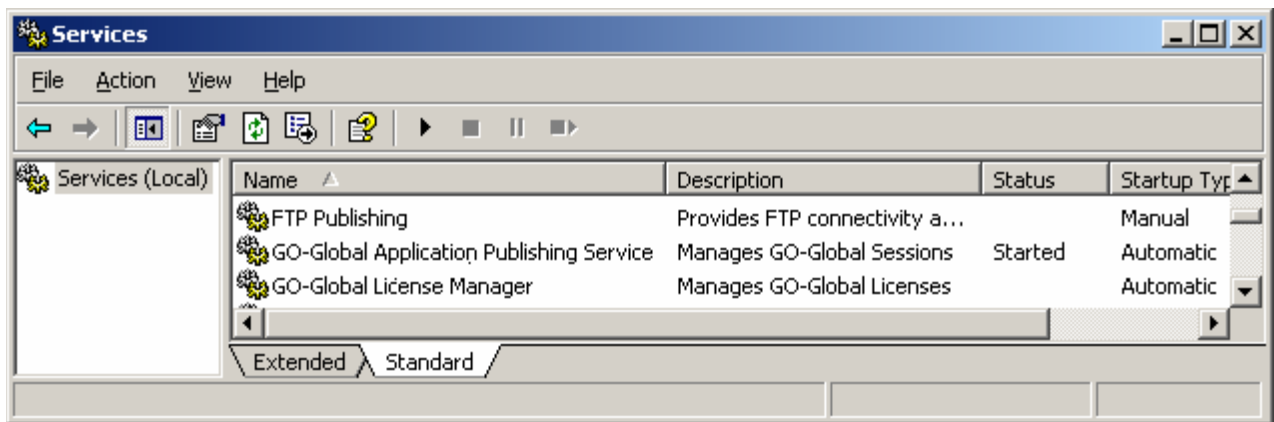 Services
File Action View Help
Services (Local)
Name Description Status Startup Typ
FTP Publishing Provides FTP connectivity a... Manual
GO-Global Application Publishing Service Manages GO-Global Sessions Started Automatic
GO-Global License Manager Manages GO-Global Licenses Automatic
Extended Standard